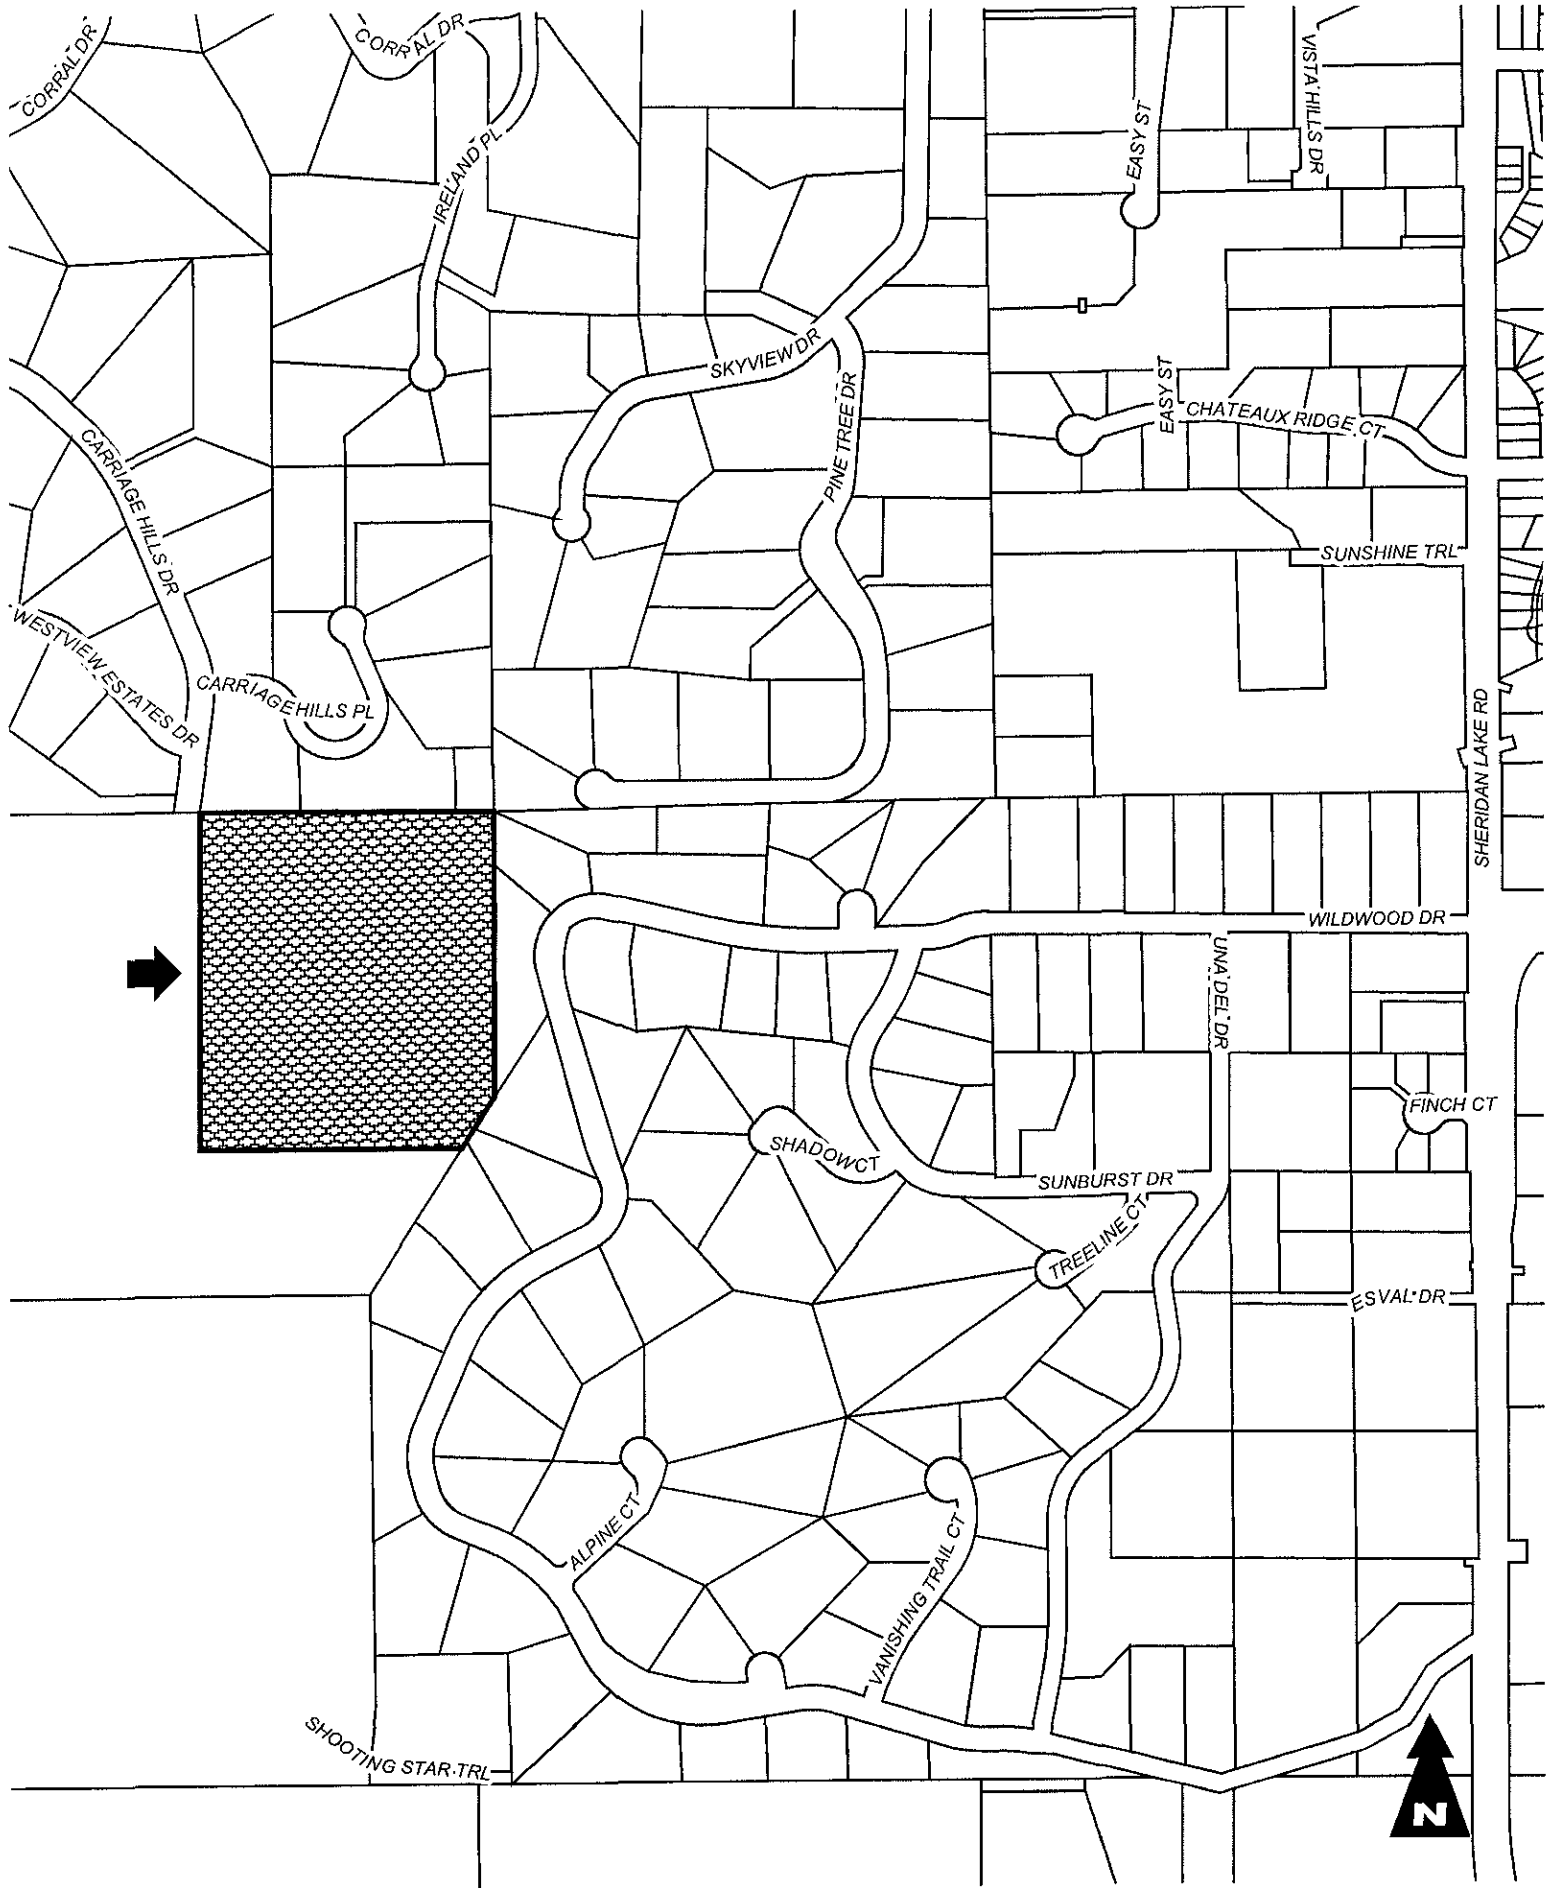 CORRAL DR
CORRAL DR
VISTA HILLS DR
EASY ST
IRELAND PL
SKYVIEW DR
PINE TREE DR
EASY ST
CHATEAUX RIDGE CT
CARRIAGE HILLS DR
SUNSHINE TRL
WESTVIEW ESTATES DR
CARRIAGE HILLS PL
SHERIDAN LAKE RD
WILDWOOD DR
UNA DEL DR
FINCH CT
SHADOW CT
SUNBURST DR
TREELINE CT
ESVAL DR
ALPINE CT
VANISHING TRAIL CT
SHOOTING STAR TRL
N